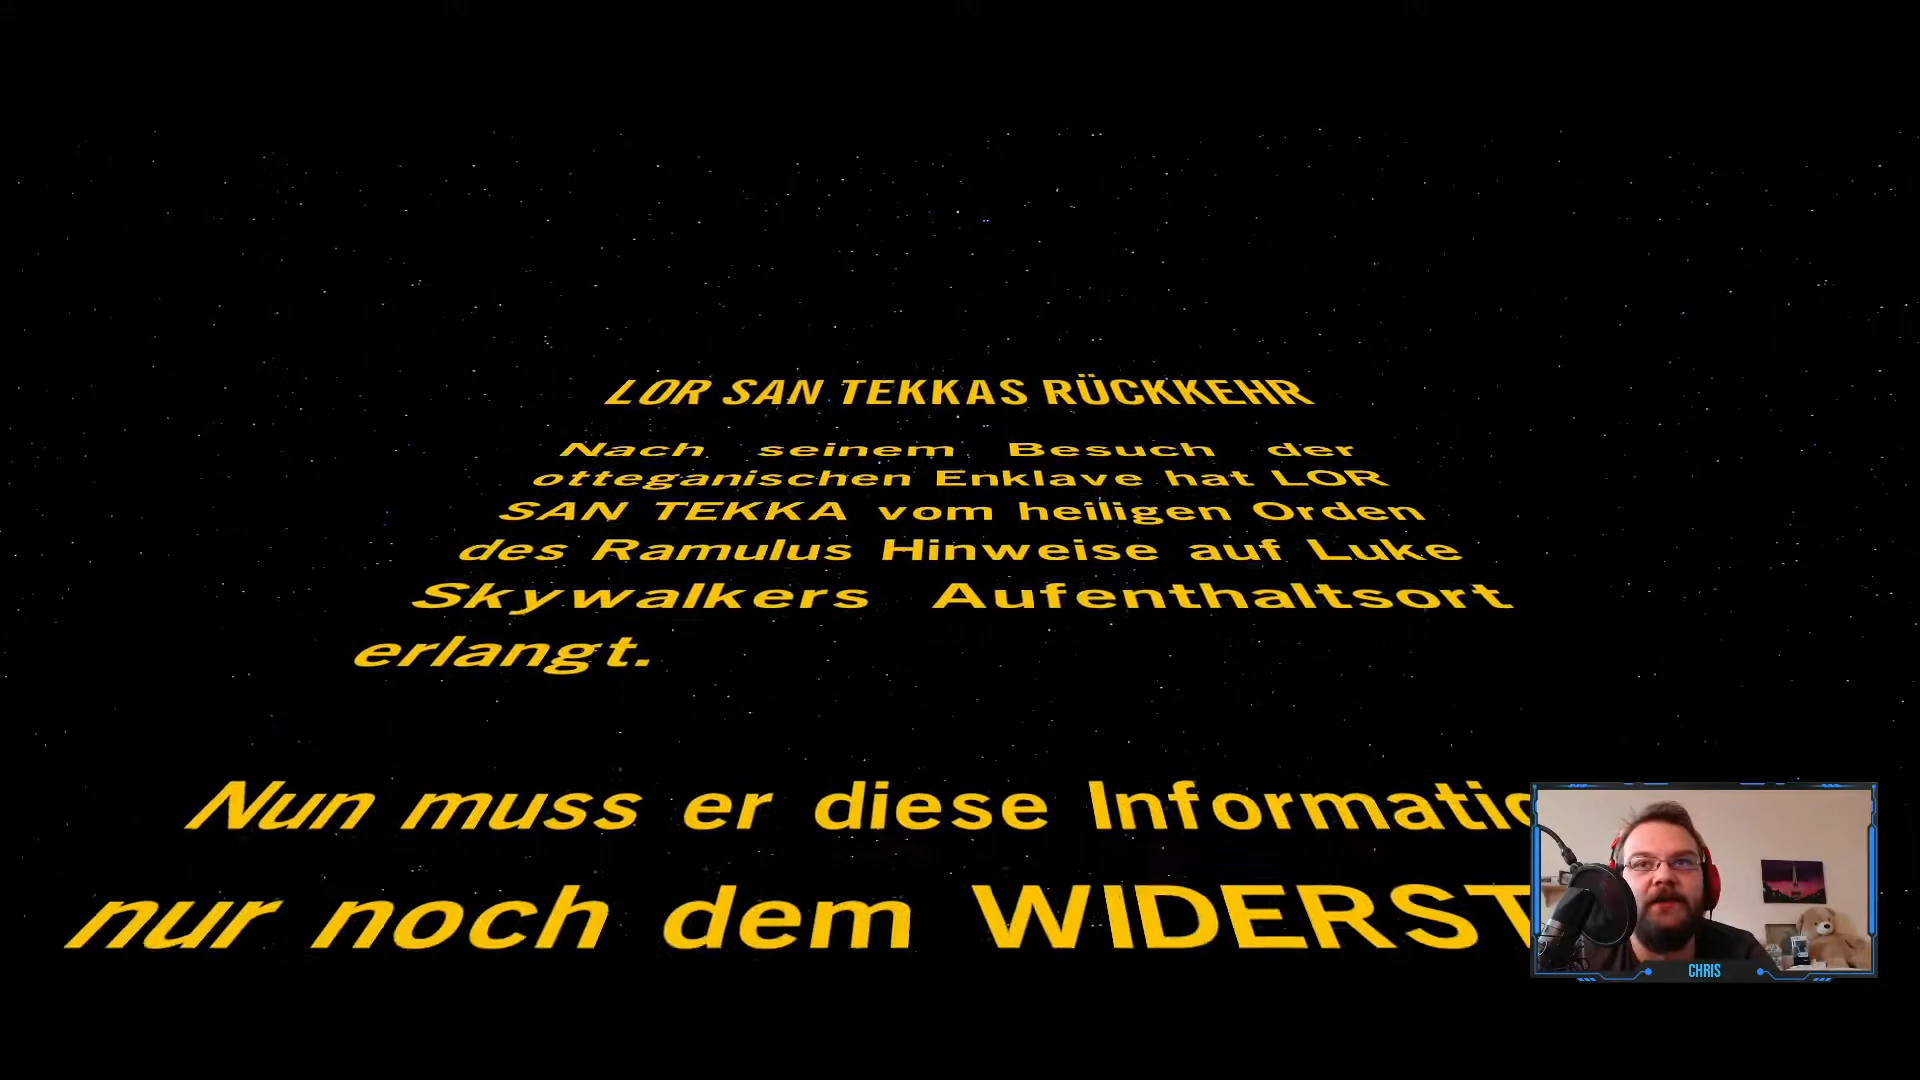 LOR SAN TEKKAS RÜCKKEHR
Nach seinem Besuch der
otteganischen Enklave hat LOR
SAN TEKKA vom heiligen Orden
des Ramulus Hinweise auf Luke
Skywalkers Aufenthaltsort
erlangt.
Nun muss er diese Informatio
nur noch dem WIDERST
CHRIS